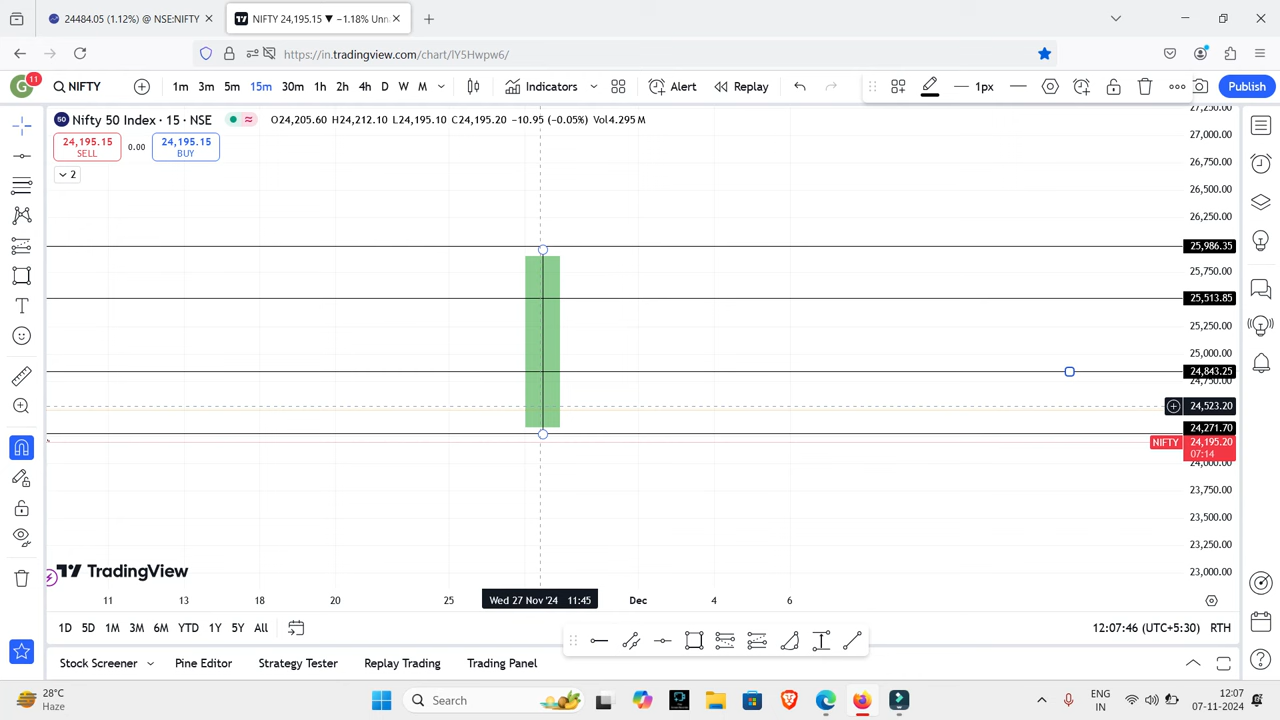 24484.05 (1.12%) @ NSE:NIFTY
NIFTY 24,195.15 ▼ −1.18% Unn
https://in.tradingview.com/chart/lY5Hwpw6/
G 11 NIFTY 1m 3m 5m 15m 30m 1h 2h 4h D W M Indicators Alert Replay 1px Publish
50 Nifty 50 Index · 15 · NSE O24,205.60 H24,212.10 L24,195.10 C24,195.20 −10.95 (−0.05%) Vol4.295 M
24,195.15 SELL 0.00 24,195.15 BUY
2
27,250.00
27,000.00
26,750.00
26,500.00
26,250.00
25,986.35
25,750.00
25,513.85
25,250.00
25,000.00
24,843.25
24,750.00
24,523.20
24,271.70
NIFTY 24,195.20
07:14
24,000.00
23,750.00
23,500.00
23,250.00
23,000.00
TradingView
11 13 18 20 25 Wed 27 Nov '24 11:45 Dec 4 6
1D 5D 1M 3M 6M YTD 1Y 5Y All 12:07:46 (UTC+5:30) RTH
Stock Screener Pine Editor Strategy Tester Replay Trading Trading Panel
28°C
Haze
Search
ENG
IN
12:07
07-11-2024